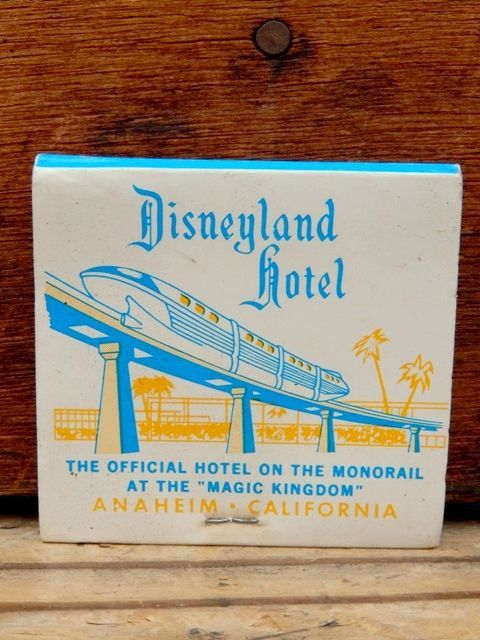 Disneyland
Hotel
THE OFFICIAL HOTEL ON THE MONORAIL
AT THE "MAGIC KINGDOM"
ANAHEIM • CALIFORNIA